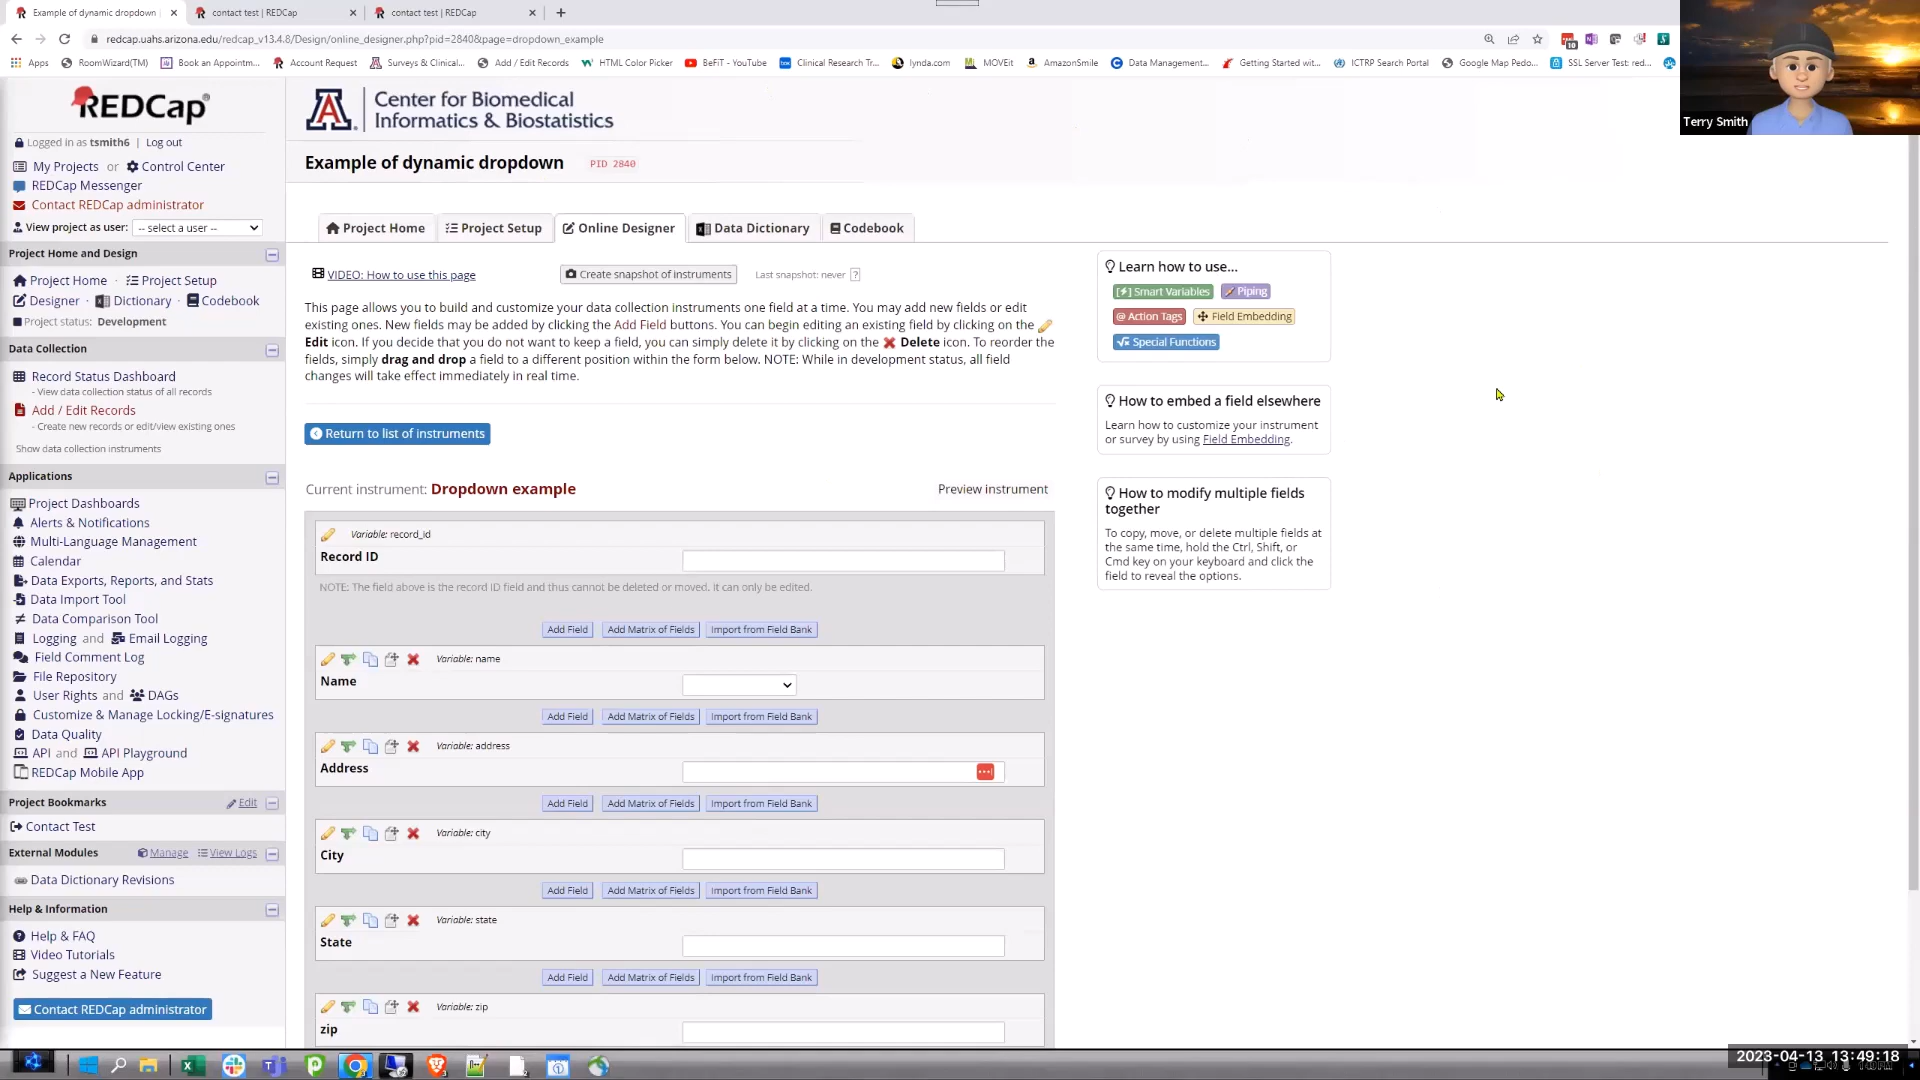 Example of dynamic dropdown
contact test | REDCap
contact test | REDCap
redcap.uahs.arizona.edu/redcap_v13.4.8/Design/online_designer.php?pid=2840&page=dropdown_example
Apps
RoomWizard(TM)
Book an Appointm...
Account Request
Surveys & Clinical...
Add / Edit Records
HTML Color Picker
BeFiT - YouTube
Clinical Research Tr...
lynda.com
MOVEit
AmazonSmile
Data Management...
Getting Started wit...
ICTRP Search Portal
Google Map Pedo...
SSL Server Test: red...
Terry Smith
REDCap
Logged in as tsmith6 | Log out
My Projects or Control Center
REDCap Messenger
Contact REDCap administrator
View project as user: -- select a user --
Project Home and Design
Project Home · Project Setup
Designer · Dictionary · Codebook
Project status: Development
Data Collection
Record Status Dashboard
- View data collection status of all records
Add / Edit Records
- Create new records or edit/view existing ones
Show data collection instruments
Applications
Project Dashboards
Alerts & Notifications
Multi-Language Management
Calendar
Data Exports, Reports, and Stats
Data Import Tool
Data Comparison Tool
Logging and Email Logging
Field Comment Log
File Repository
User Rights and DAGs
Customize & Manage Locking/E-signatures
Data Quality
API and API Playground
REDCap Mobile App
Project Bookmarks Edit
Contact Test
External Modules Manage View Logs
Data Dictionary Revisions
Help & Information
Help & FAQ
Video Tutorials
Suggest a New Feature
Contact REDCap administrator
A
Center for Biomedical
Informatics & Biostatistics
Example of dynamic dropdown PID 2840
Project Home Project Setup Online Designer Data Dictionary Codebook
VIDEO: How to use this page Create snapshot of instruments Last snapshot: never ?
This page allows you to build and customize your data collection instruments one field at a time. You may add new fields or edit
existing ones. New fields may be added by clicking the Add Field buttons. You can begin editing an existing field by clicking on the
Edit icon. If you decide that you do not want to keep a field, you can simply delete it by clicking on the Delete icon. To reorder the
fields, simply drag and drop a field to a different position within the form below. NOTE: While in development status, all field
changes will take effect immediately in real time.
Return to list of instruments
Current instrument: Dropdown example Preview instrument
Variable: record_id
Record ID
NOTE: The field above is the record ID field and thus cannot be deleted or moved. It can only be edited.
Add Field Add Matrix of Fields Import from Field Bank
Variable: name
Name
Add Field Add Matrix of Fields Import from Field Bank
Variable: address
Address
Add Field Add Matrix of Fields Import from Field Bank
Variable: city
City
Add Field Add Matrix of Fields Import from Field Bank
Variable: state
State
Add Field Add Matrix of Fields Import from Field Bank
Variable: zip
zip
Learn how to use...
[⚡] Smart Variables Piping
@ Action Tags Field Embedding
√x Special Functions
How to embed a field elsewhere
Learn how to customize your instrument
or survey by using Field Embedding.
How to modify multiple fields
together
To copy, move, or delete multiple fields at
the same time, hold the Ctrl, Shift, or
Cmd key on your keyboard and click the
field to reveal the options.
2023-04-13 13:49:18